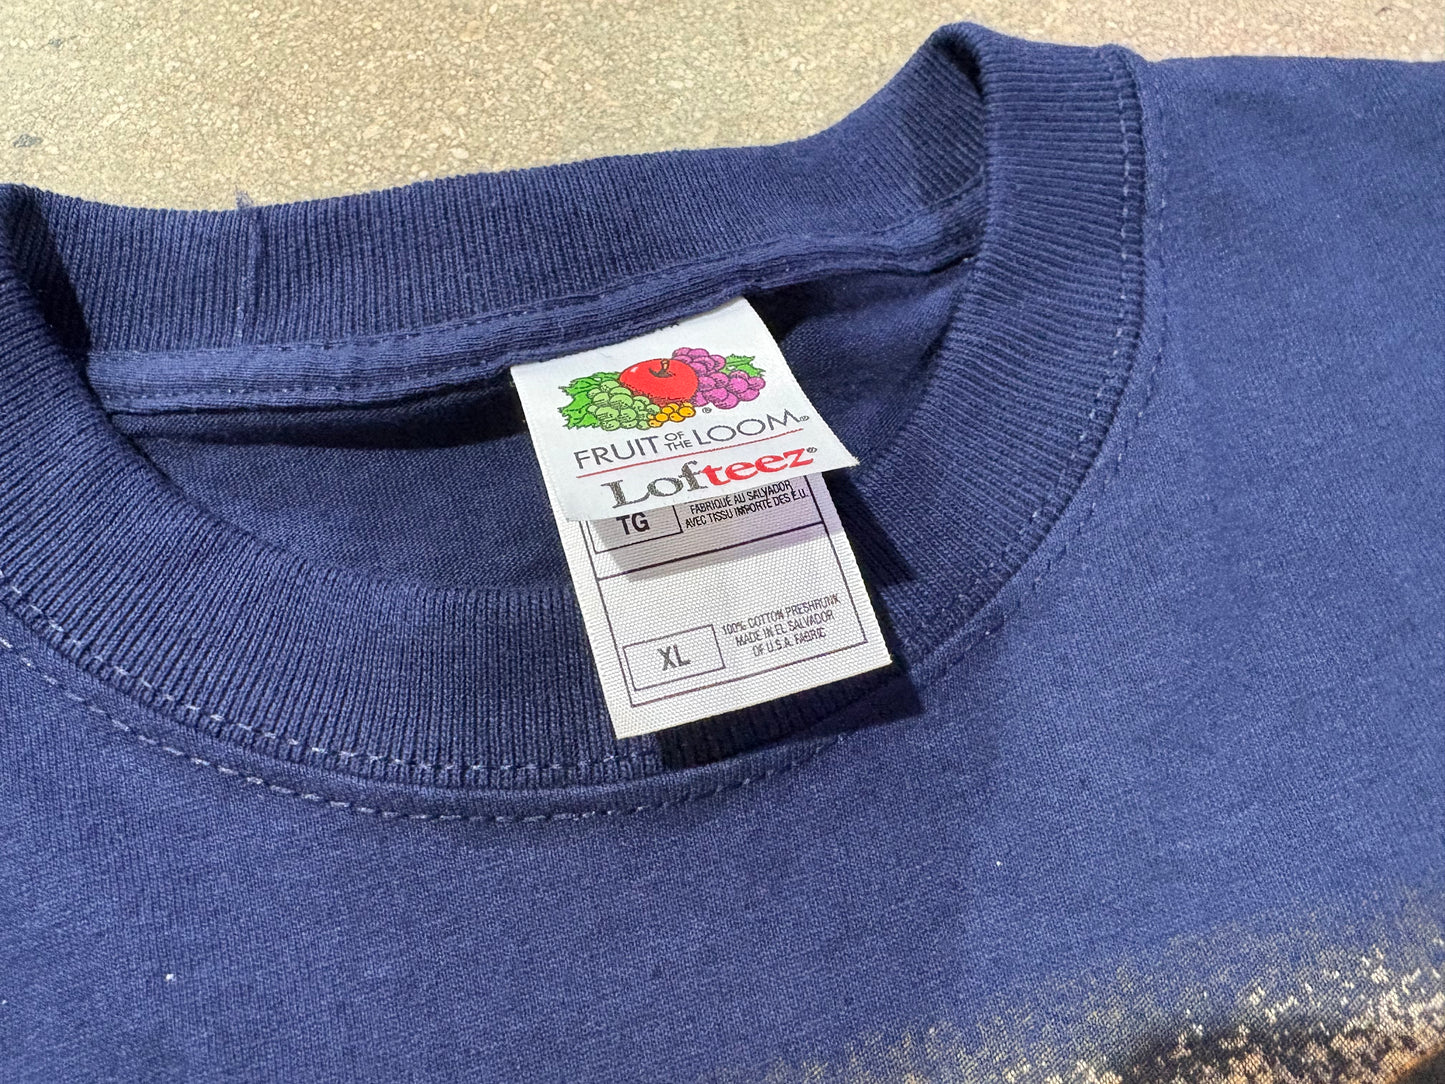 FRUIT OF THE LOOM®
Lofteez®
TG
FABRIQUÉ AU SALVADOR
AVEC TISSU IMPORTÉ DES É.U.
XL
100% COTTON PRESHRUNK
MADE IN EL SALVADOR
OF U.S.A. FABRIC